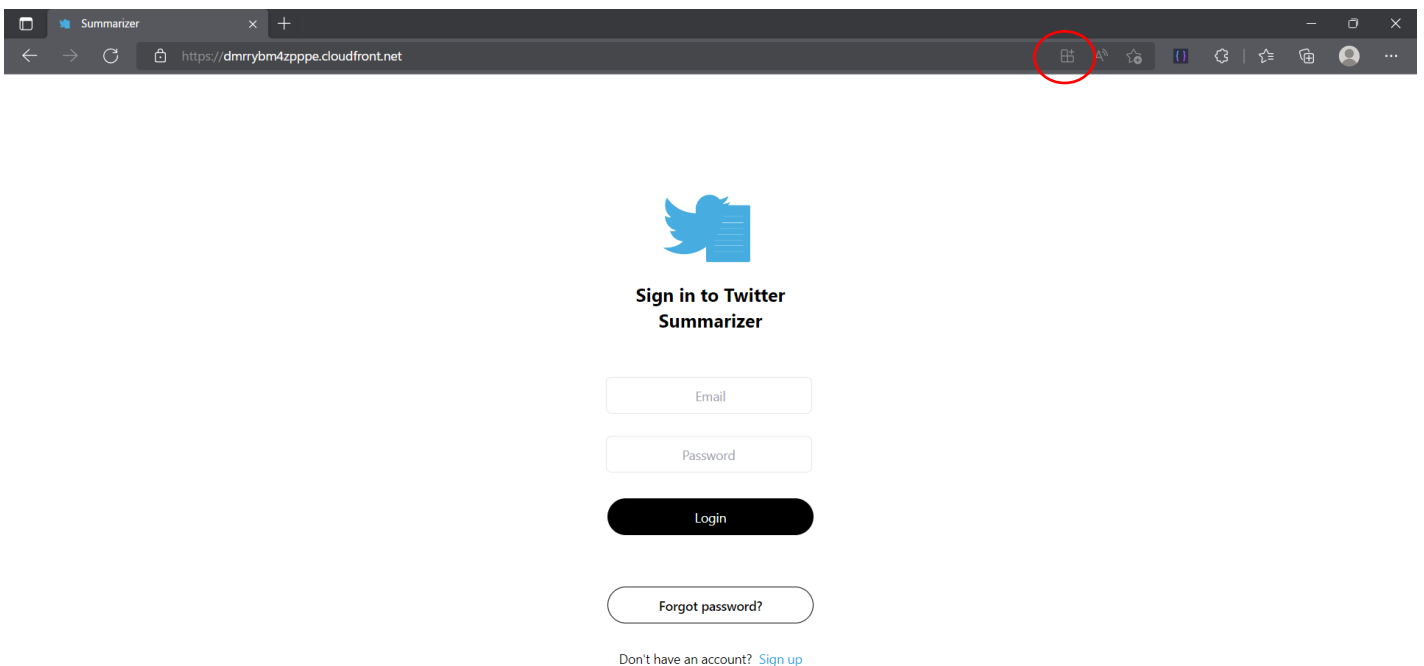 Summarizer
https://dmrrybm4zpppe.cloudfront.net
Sign in to Twitter
Summarizer
Email
Password
Login
Forgot password?
Don't have an account? Sign up